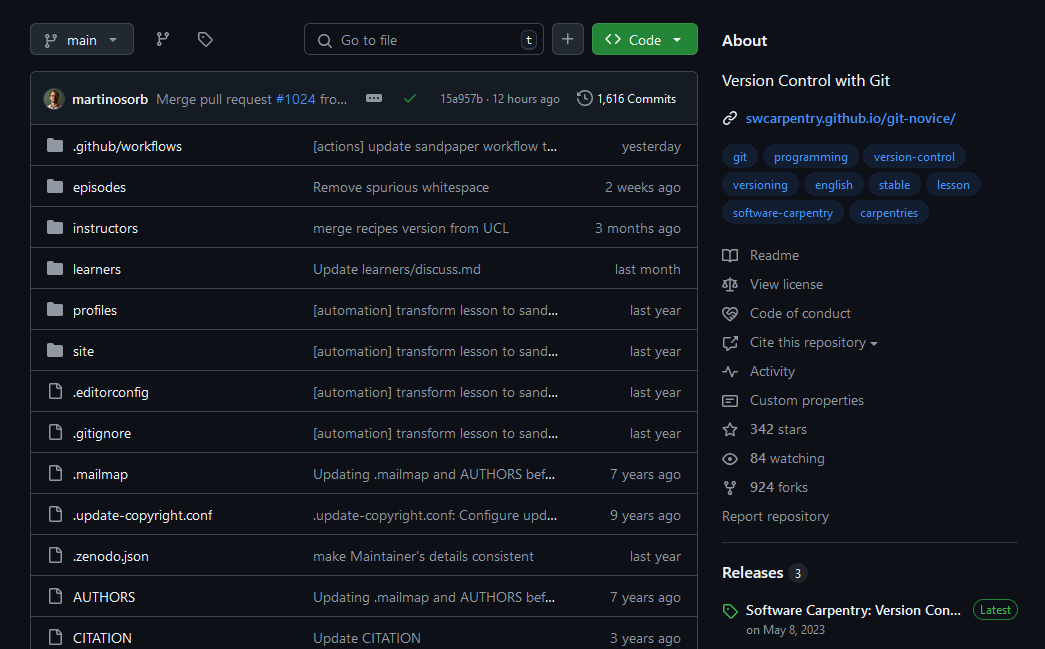 main
Go to file
t
+
Code
martinosorb Merge pull request #1024 fro...
15a957b · 12 hours ago
1,616 Commits
.github/workflows [actions] update sandpaper workflow t... yesterday
episodes Remove spurious whitespace 2 weeks ago
instructors merge recipes version from UCL 3 months ago
learners Update learners/discuss.md last month
profiles [automation] transform lesson to sand... last year
site [automation] transform lesson to sand... last year
.editorconfig [automation] transform lesson to sand... last year
.gitignore [automation] transform lesson to sand... last year
.mailmap Updating .mailmap and AUTHORS bef... 7 years ago
.update-copyright.conf .update-copyright.conf: Configure upd... 9 years ago
.zenodo.json make Maintainer's details consistent last year
AUTHORS Updating .mailmap and AUTHORS bef... 7 years ago
CITATION Update CITATION 3 years ago
About
Version Control with Git
swcarpentry.github.io/git-novice/
git programming version-control
versioning english stable lesson
software-carpentry carpentries
Readme
View license
Code of conduct
Cite this repository
Activity
Custom properties
342 stars
84 watching
924 forks
Report repository
Releases 3
Software Carpentry: Version Con... Latest
on May 8, 2023